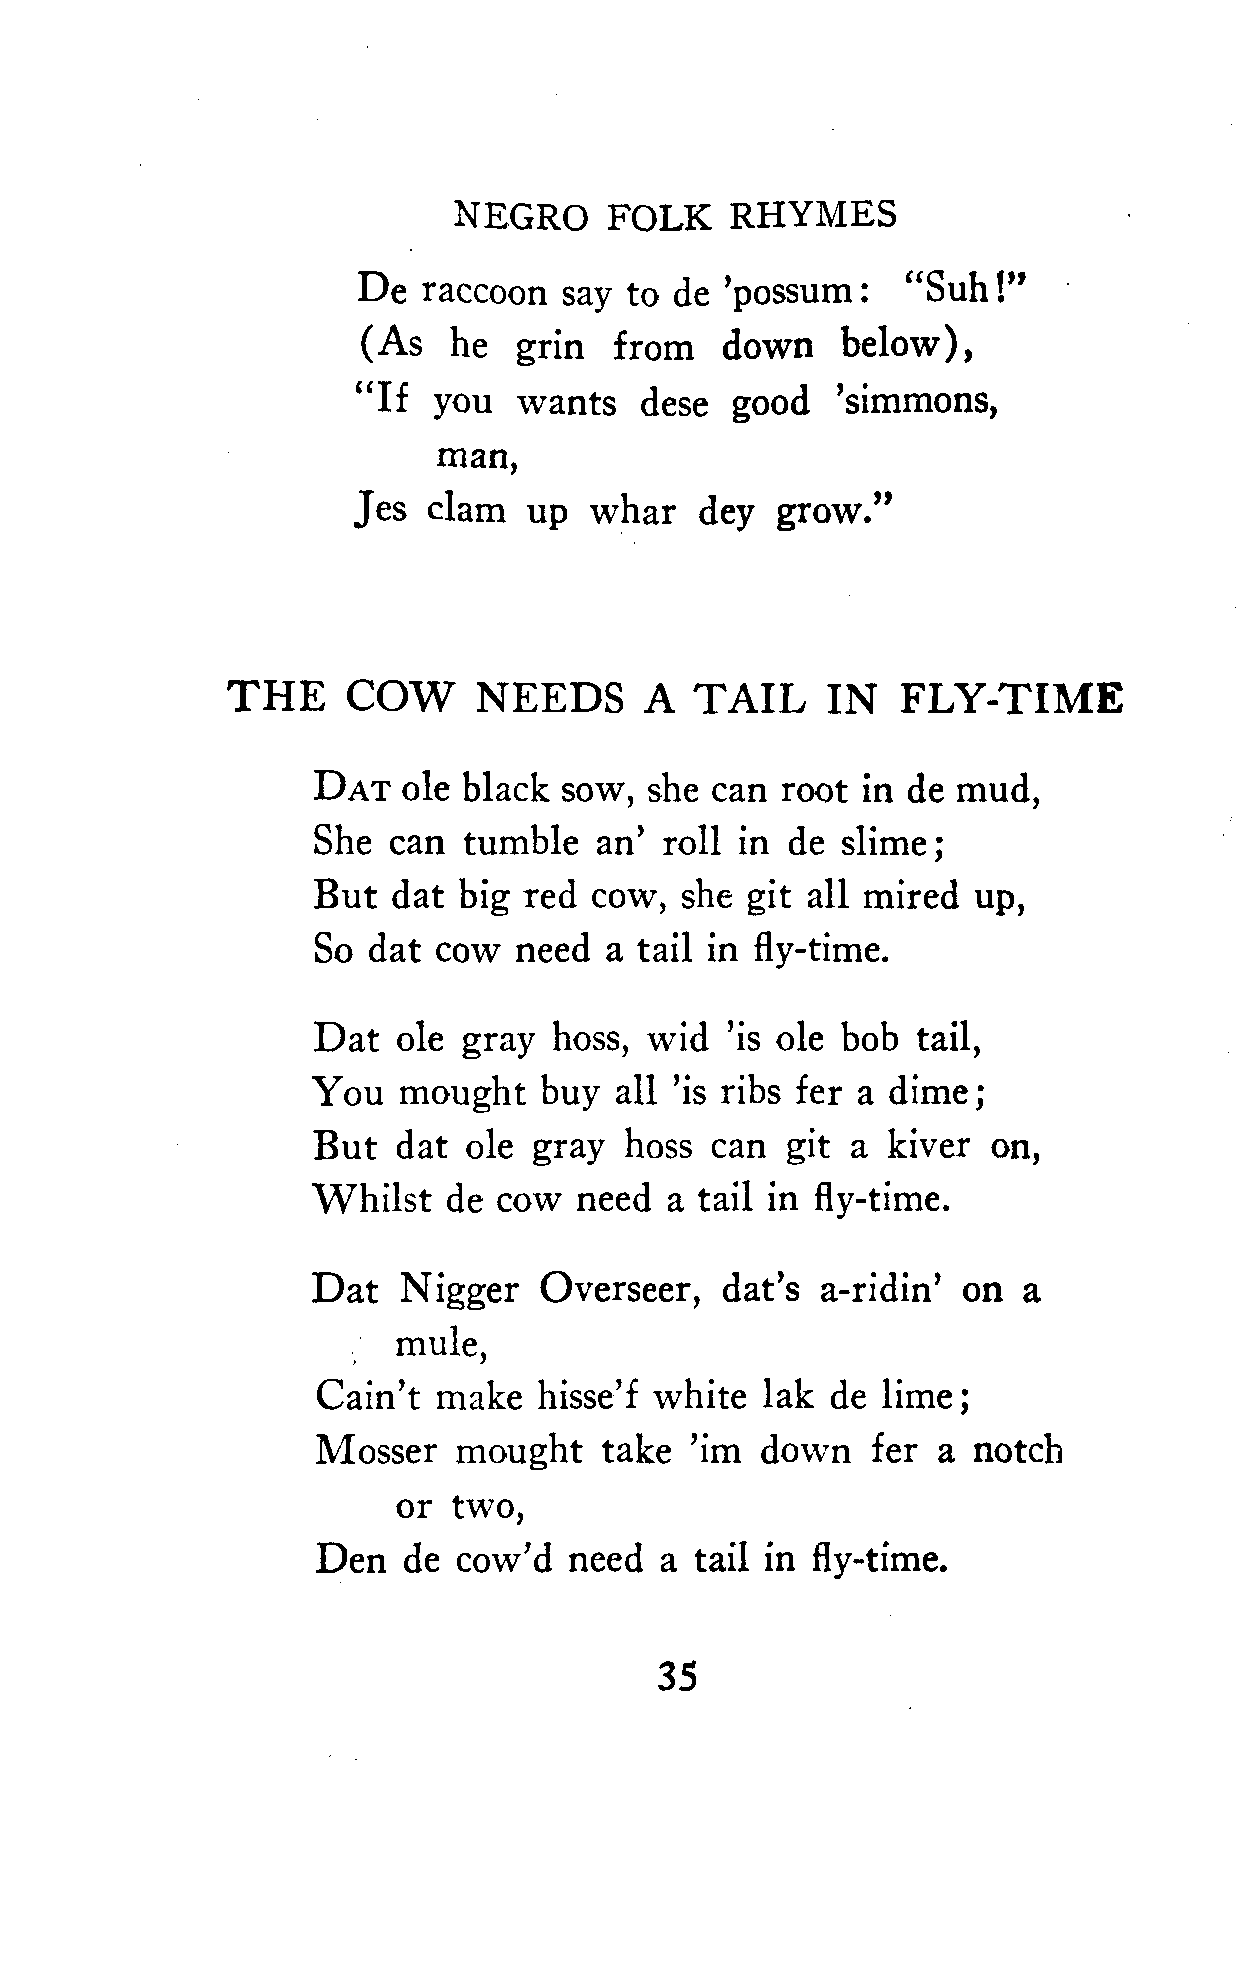 NEGRO FOLK RHYMES
De raccoon say to de 'possum: "Suh!"
(As he grin from down below),
"If you wants dese good 'simmons,
man,
Jes clam up whar dey grow."
THE COW NEEDS A TAIL IN FLY-TIME
DAT ole black sow, she can root in de mud,
She can tumble an' roll in de slime;
But dat big red cow, she git all mired up,
So dat cow need a tail in fly-time.
Dat ole gray hoss, wid 'is ole bob tail,
You mought buy all 'is ribs fer a dime;
But dat ole gray hoss can git a kiver on,
Whilst de cow need a tail in fly-time.
Dat Nigger Overseer, dat's a-ridin' on a
mule,
Cain't make hisse'f white lak de lime;
Mosser mought take 'im down fer a notch
or two,
Den de cow'd need a tail in fly-time.
35